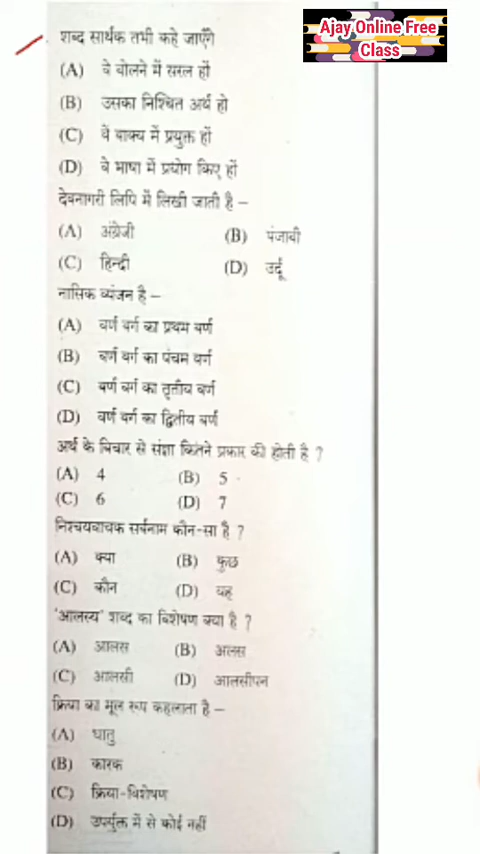 Ajay Online Free
Class
शब्द सार्थक तभी कहे जाएँगे
(A) वे बोलने में सरल हों
(B) उसका निश्चित अर्थ हो
(C) वे वाक्य में प्रयुक्त हों
(D) वे भाषा में प्रयोग किए हों
देवनागरी लिपि में लिखी जाती है –
(A) अंग्रेजी (B) पंजाबी
(C) हिन्दी (D) उर्दू
नासिक व्यंजन है –
(A) वर्ण वर्ग का प्रथम वर्ण
(B) वर्ण वर्ग का पंचम वर्ण
(C) वर्ण वर्ग का तृतीय वर्ण
(D) वर्ण वर्ग का द्वितीय वर्ण
अर्थ के विचार से संज्ञा कितने प्रकार की होती है ?
(A) 4 (B) 5
(C) 6 (D) 7
निश्चयवाचक सर्वनाम कौन-सा है ?
(A) क्या (B) कुछ
(C) कौन (D) यह
'आलस्य' शब्द का विशेषण क्या है ?
(A) आलस (B) अलस
(C) आलसी (D) आलसीपन
क्रिया का मूल रूप कहलाता है –
(A) धातु
(B) कारक
(C) क्रिया-विशेषण
(D) उपर्युक्त में से कोई नहीं